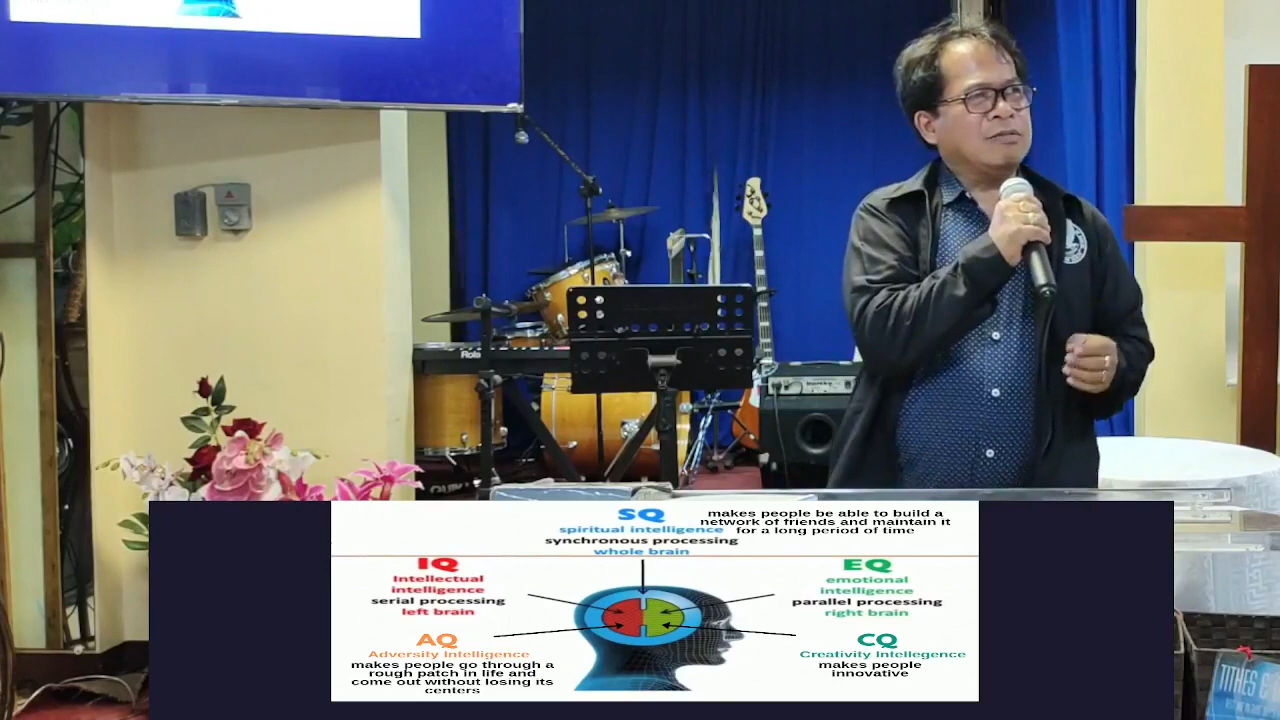 Rolan
SQ
spiritual intelligence
synchronous processing
whole brain
makes people be able to build a
network of friends and maintain it
for a long period of time
IQ
Intellectual
intelligence
serial processing
left brain
EQ
emotional
intelligence
parallel processing
right brain
AQ
Adversity Intelligence
makes people go through a
rough patch in life and
come out without losing its
centers
CQ
Creativity Intellegence
makes people
innovative
TITHES &